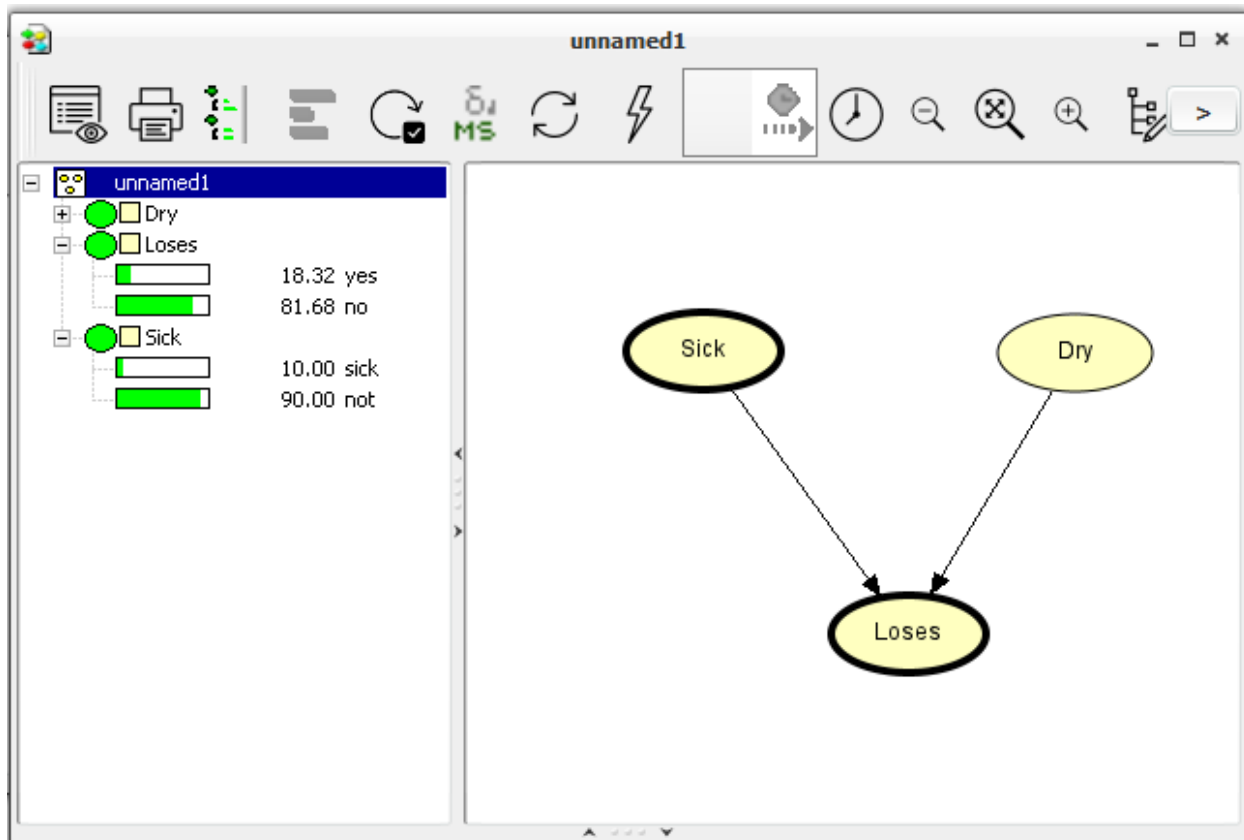 unnamed1
δ
MS
>
unnamed1
Dry
Loses
18.32 yes
81.68 no
Sick
10.00 sick
90.00 not
Sick
Dry
Loses